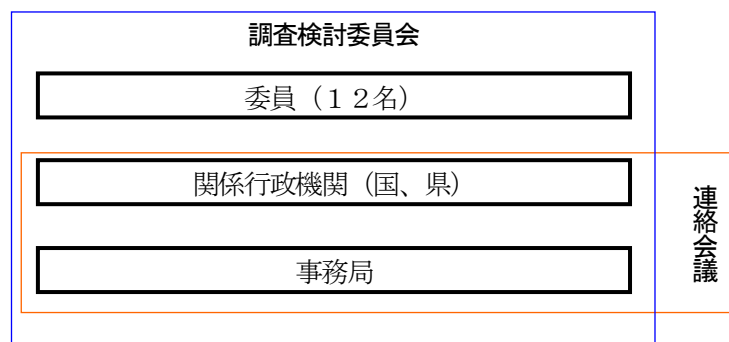 調査検討委員会
委員（１２名）
関係行政機関（国、県）
事務局
連絡会議